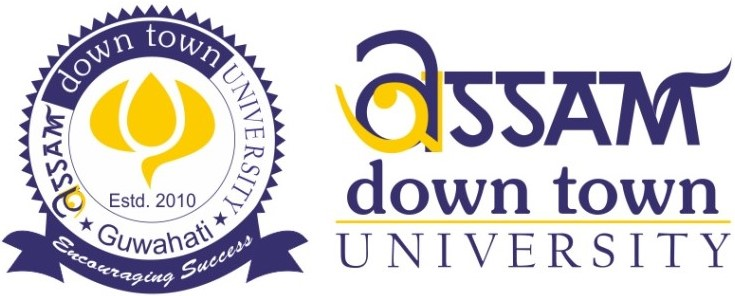 ASSAM down town UNIVERSITY
Estd. 2010
★ Guwahati ★
Encouraging Success
ASSAM
down town
UNIVERSITY